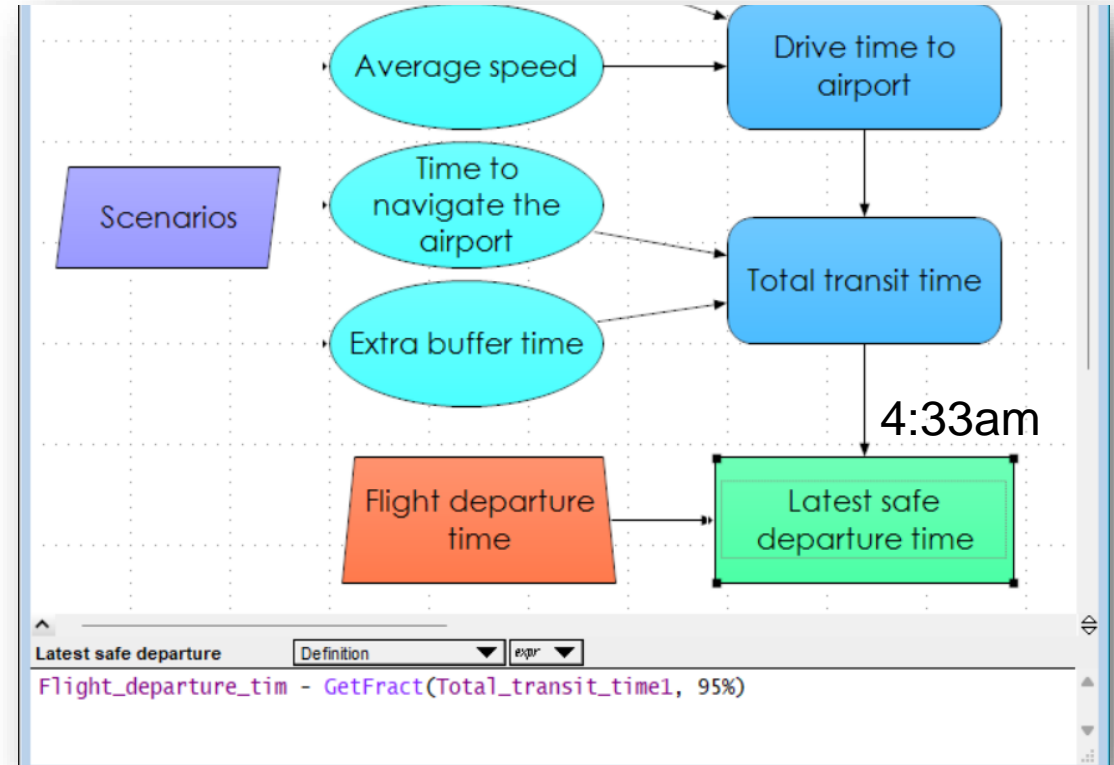 Average speed
Drive time to
airport
Scenarios
Time to
navigate the
airport
Total transit time
Extra buffer time
4:33am
Flight departure
time
Latest safe
departure time
Latest safe departure
Definition
expr
Flight_departure_tim - GetFract(Total_transit_time1, 95%)